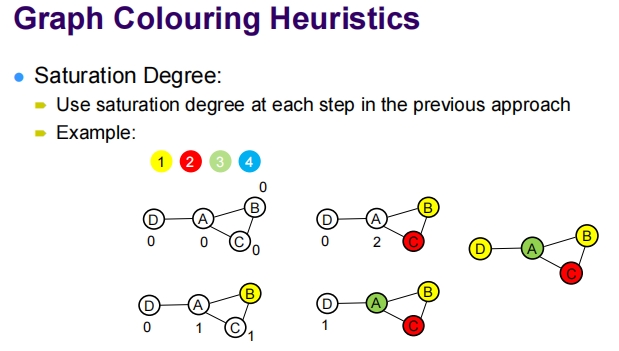 Graph Colouring Heuristics
Saturation Degree:
Use saturation degree at each step in the previous approach
Example:
1 2 3 4
0
B
D A
C
0 0 0
B
D A
C
0 2
B
D A
C
B
D A
C
0 1 1
B
D A
C
1